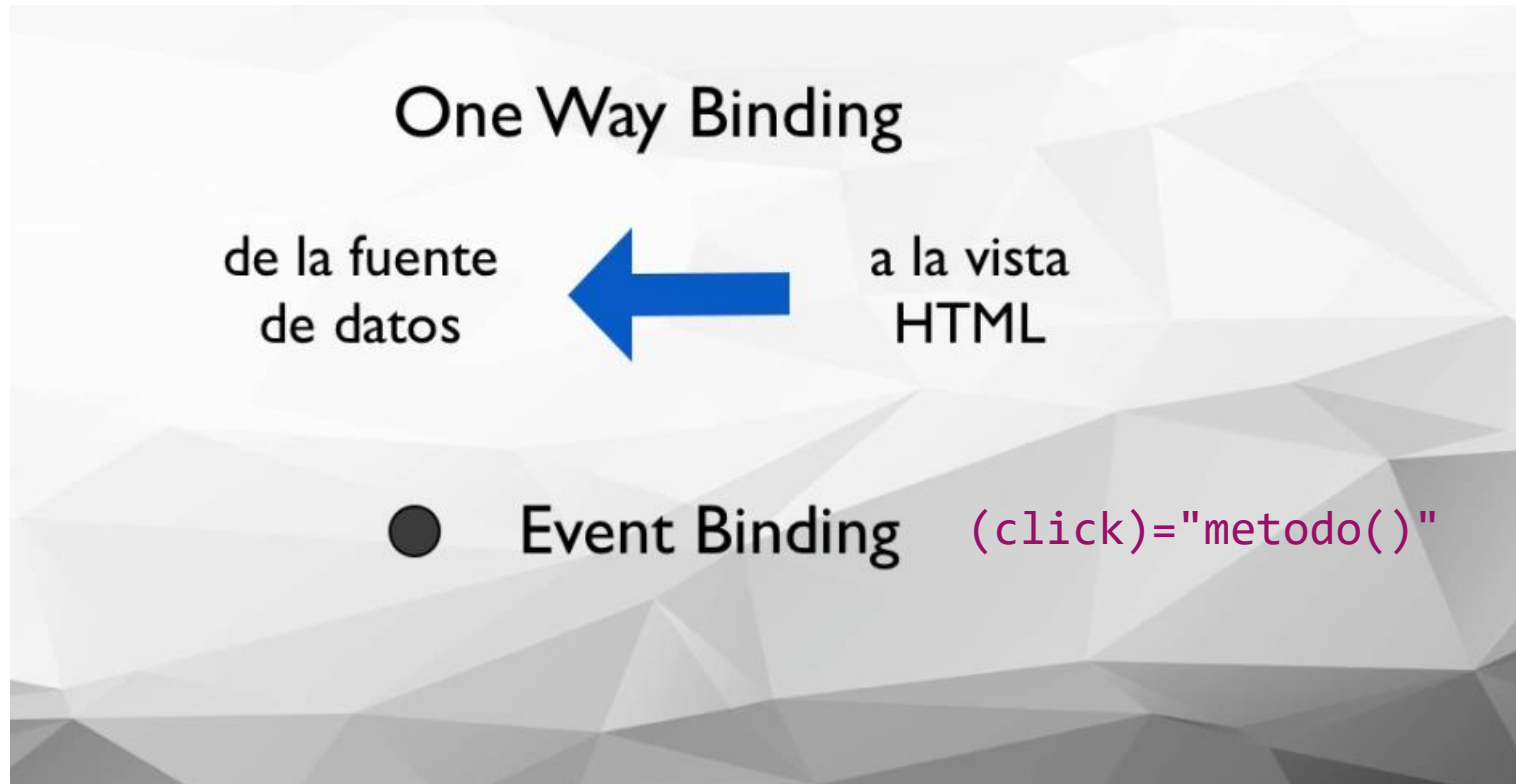 One Way Binding
de la fuente
de datos
a la vista
HTML
Event Binding (click)="metodo()"